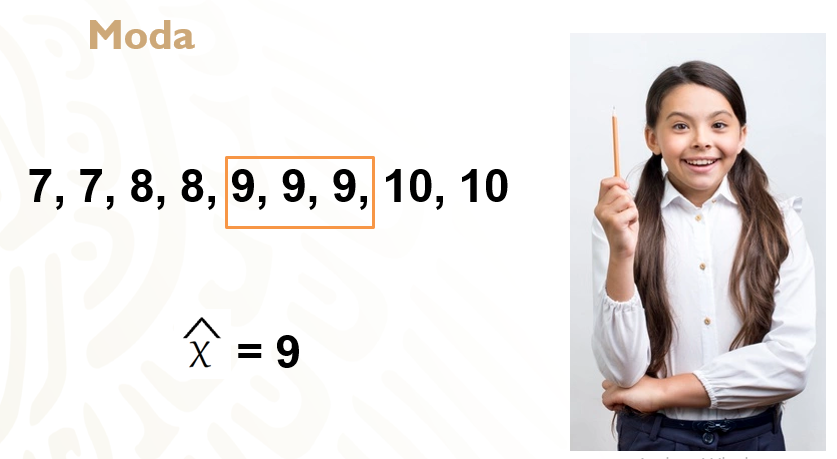 Moda
7, 7, 8, 8, 9, 9, 9, 10, 10
x̂ = 9